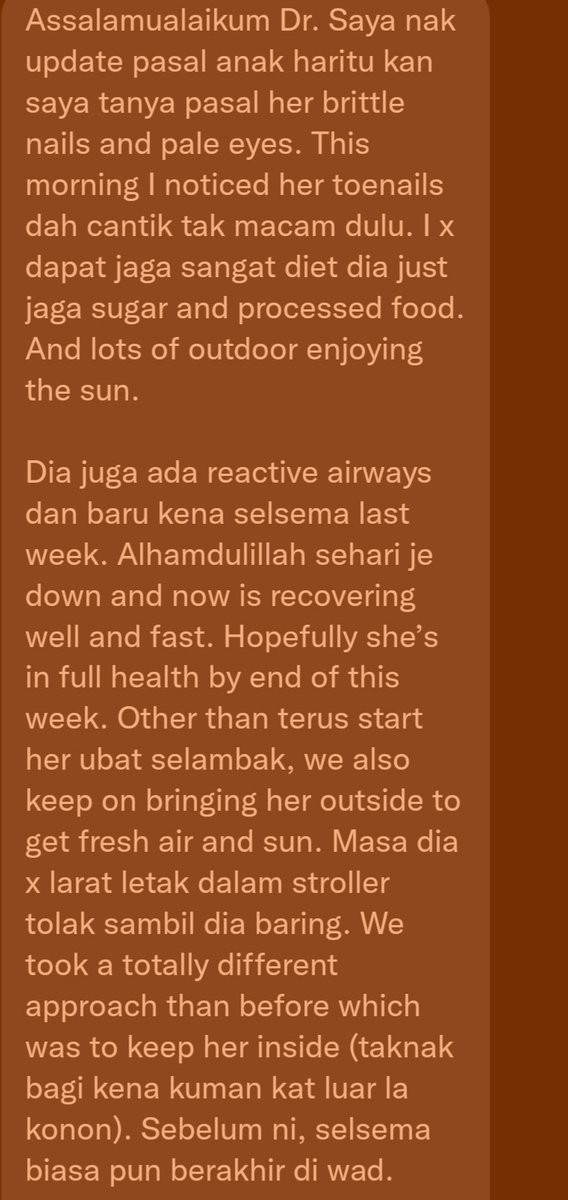 Assalamualaikum Dr. Saya nak
update pasal anak haritu kan
saya tanya pasal her brittle
nails and pale eyes. This
morning I noticed her toenails
dah cantik tak macam dulu. I x
dapat jaga sangat diet dia just
jaga sugar and processed food.
And lots of outdoor enjoying
the sun.
Dia juga ada reactive airways
dan baru kena selsema last
week. Alhamdulillah sehari je
down and now is recovering
well and fast. Hopefully she’s
in full health by end of this
week. Other than terus start
her ubat selambak, we also
keep on bringing her outside to
get fresh air and sun. Masa dia
x larat letak dalam stroller
tolak sambil dia baring. We
took a totally different
approach than before which
was to keep her inside (taknak
bagi kena kuman kat luar la
konon). Sebelum ni, selsema
biasa pun berakhir di wad.